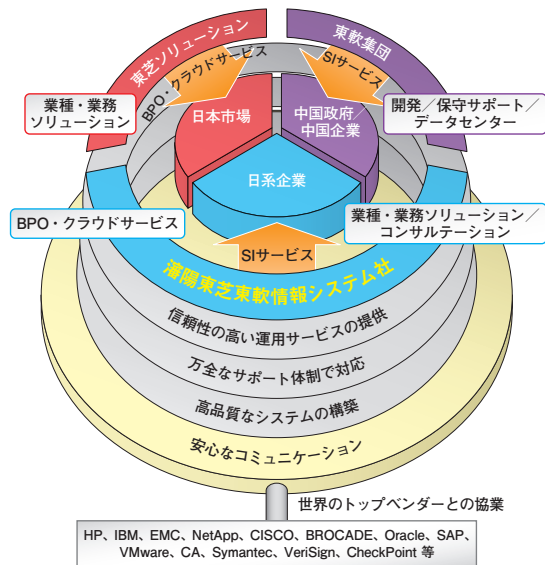 東芝ソリューション
東軟集団
BPO・クラウドサービス
SIサービス
業種・業務
ソリューション
開発／保守サポート／
データセンター
日本市場
中国政府／
中国企業
日系企業
BPO・クラウドサービス
業種・業務ソリューション／
コンサルテーション
SIサービス
瀋陽東芝東軟情報システム社
信頼性の高い運用サービスの提供
万全なサポート体制で対応
高品質なシステムの構築
安心なコミュニケーション
世界のトップベンダーとの協業
HP、IBM、EMC、NetApp、CISCO、BROCADE、Oracle、SAP、
VMware、CA、Symantec、VeriSign、CheckPoint 等